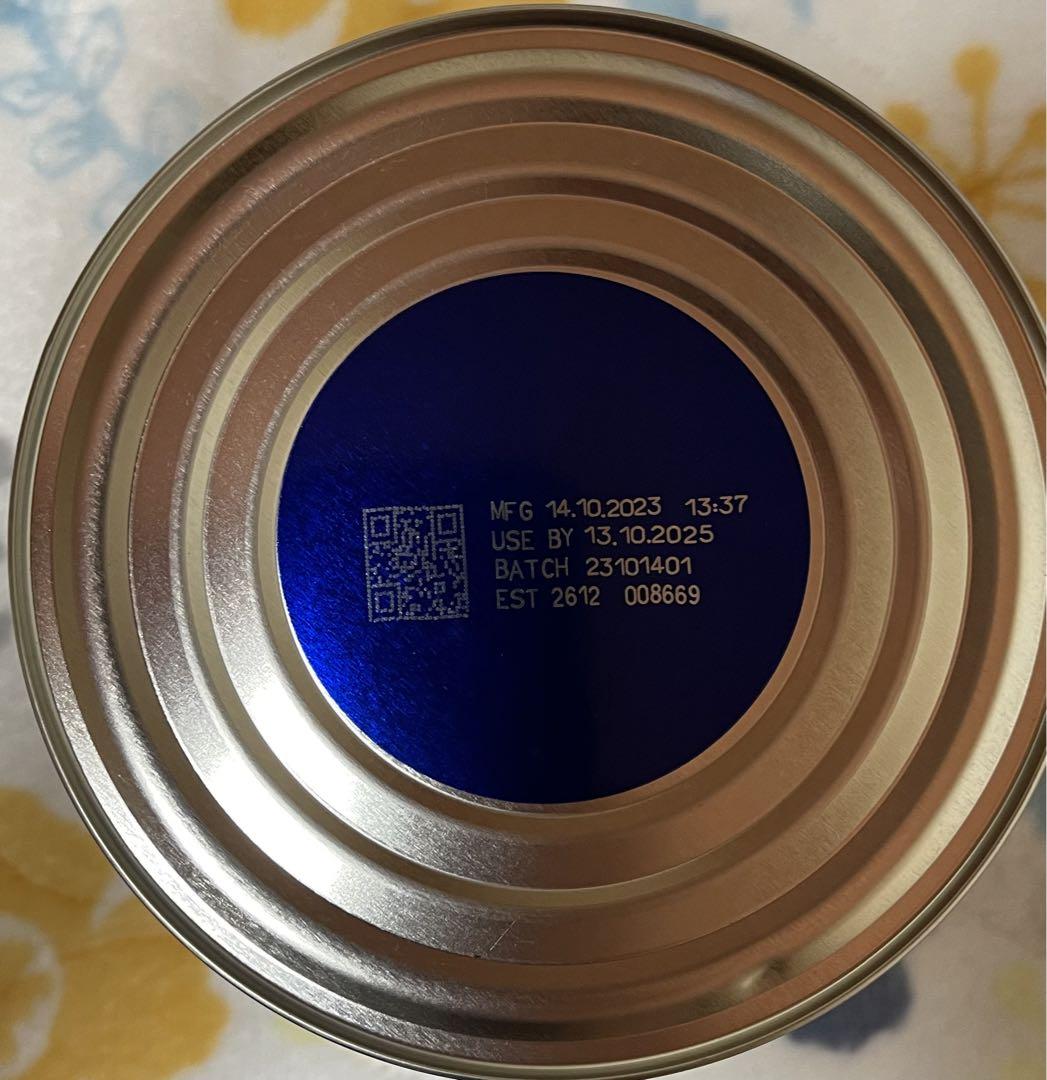 MFG 14.10.2023 13:37
USE BY 13.10.2025
BATCH 23101401
EST 2612 008669